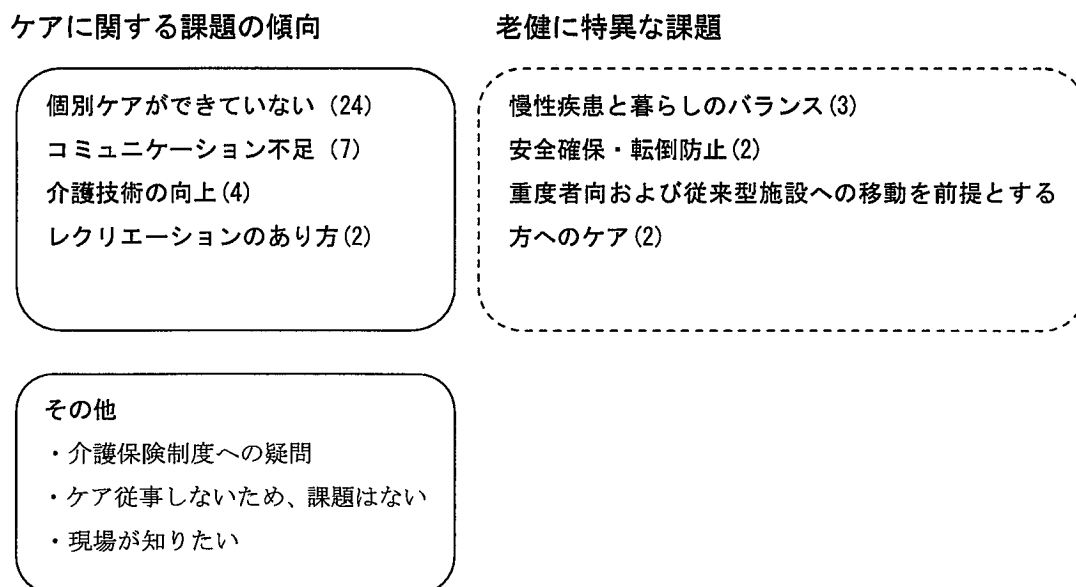 ケアに関する課題の傾向
個別ケアができていない (24)
コミュニケーション不足 (7)
介護技術の向上(4)
レクリエーションのあり方(2)
老健に特異な課題
慢性疾患と暮らしのバランス(3)
安全確保・転倒防止(2)
重度者向および従来型施設への移動を前提とする
方へのケア(2)
その他
・介護保険制度への疑問
・ケア従事しないため、課題はない
・現場が知りたい